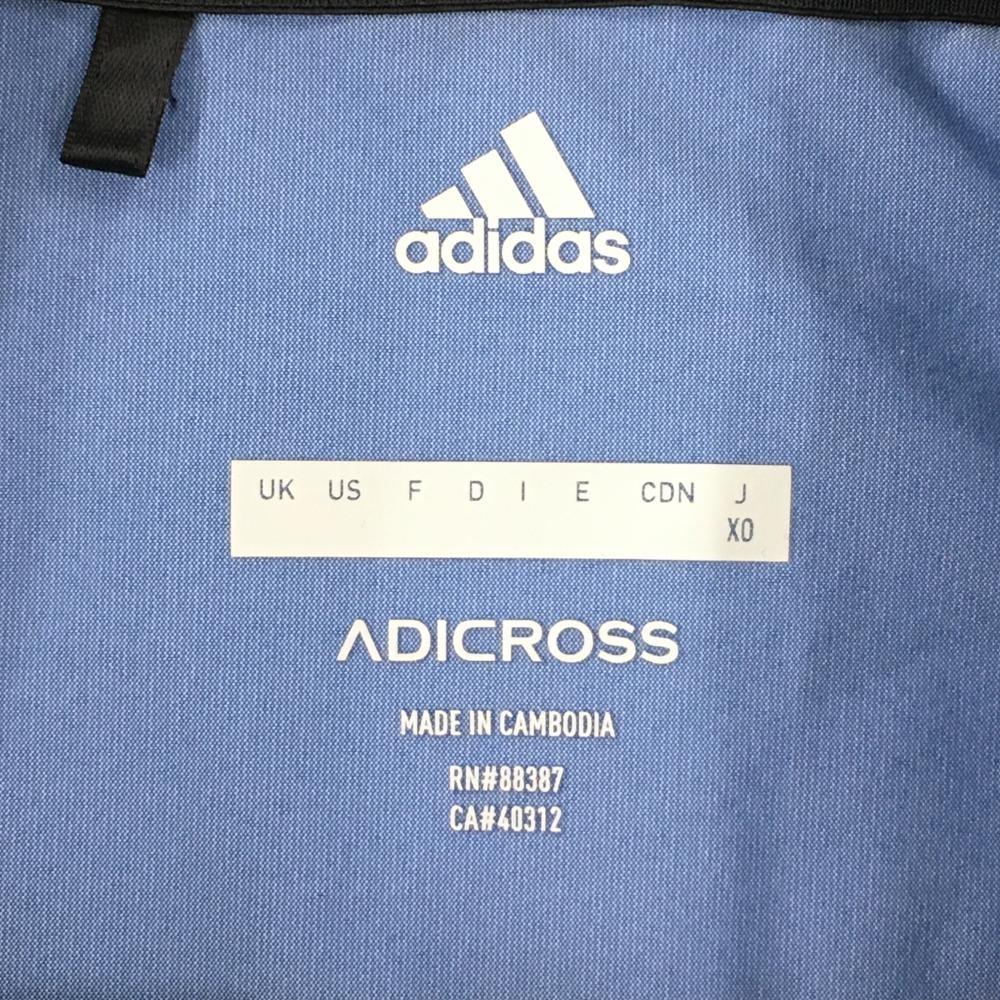 adidas
UK US F D I E CDN J
XO
ADICROSS
MADE IN CAMBODIA
RN#88387
CA#40312